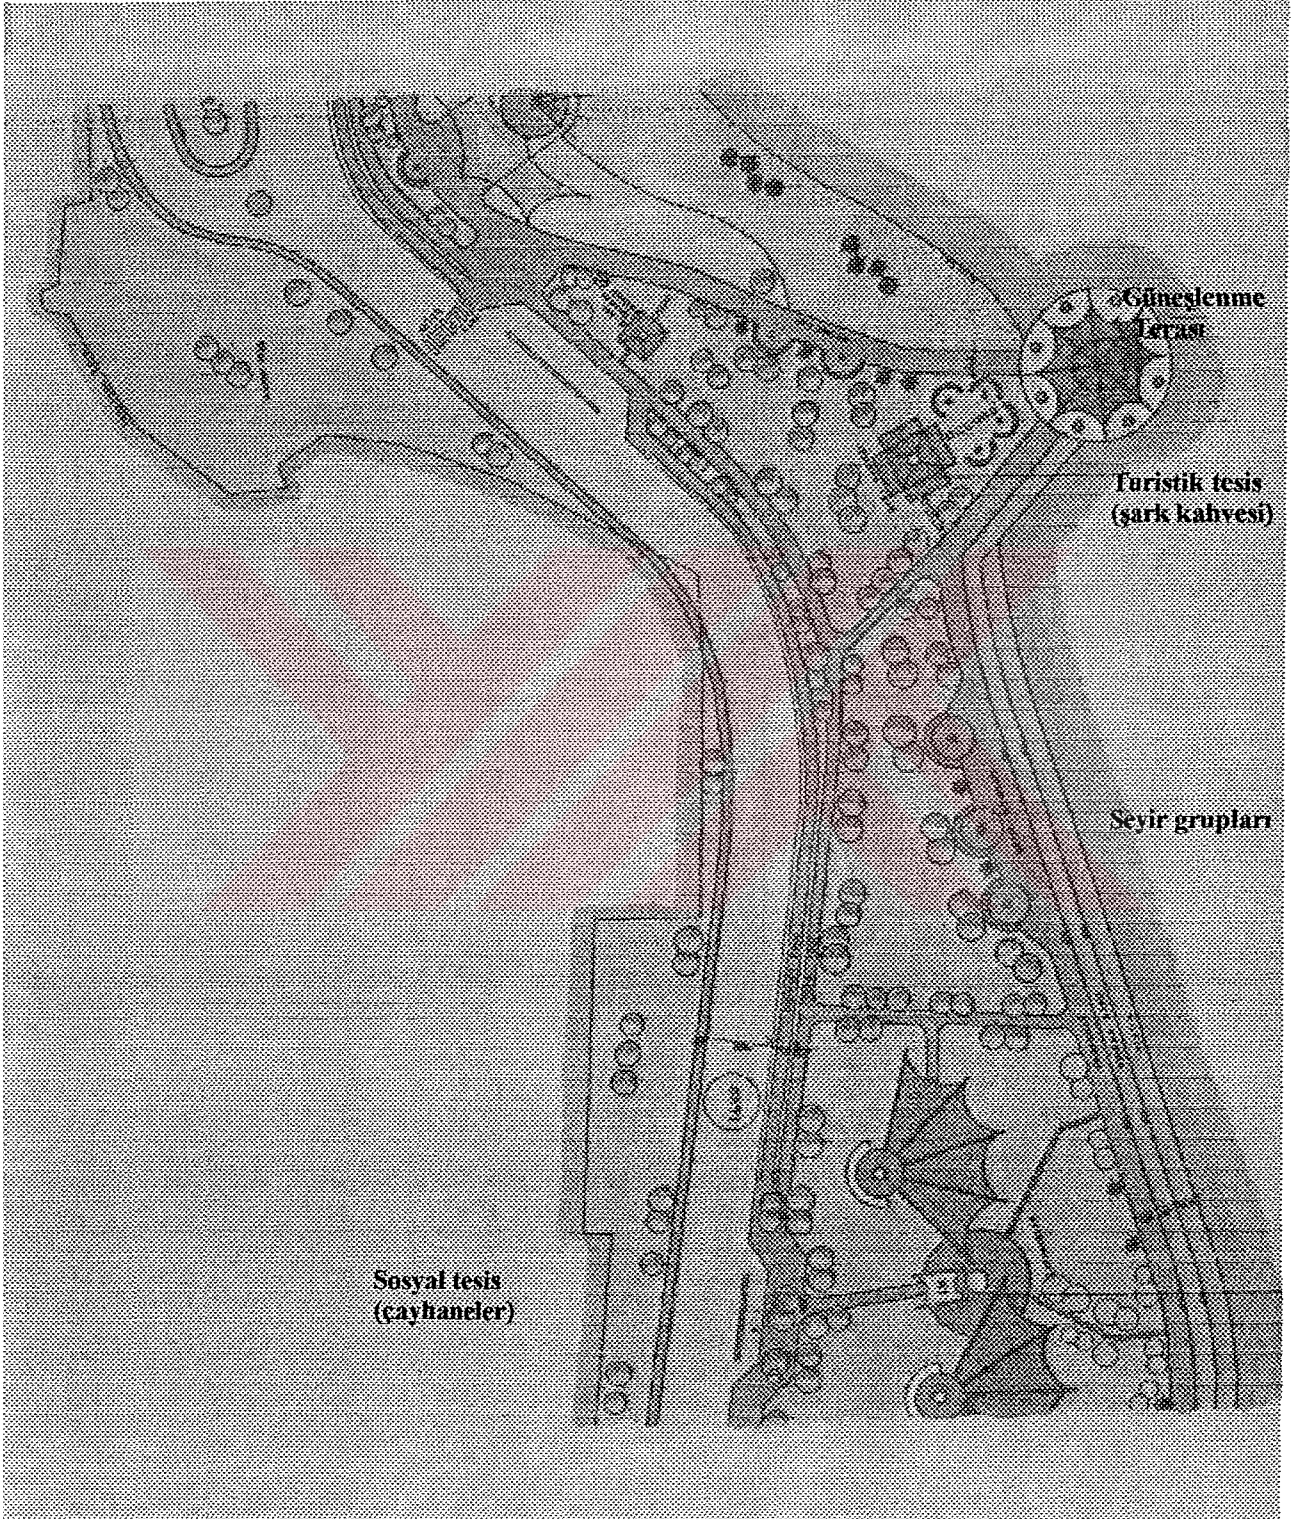 Güneşlenme
Terası
Turistik tesis
(şark kahvesi)
Seyir grupları
Sosyal tesis
(çayhaneler)